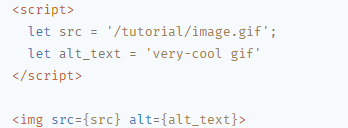 <script>
let src = '/tutorial/image.gif';
let alt_text = 'very-cool gif'
</script>
<img src={src} alt={alt_text}>